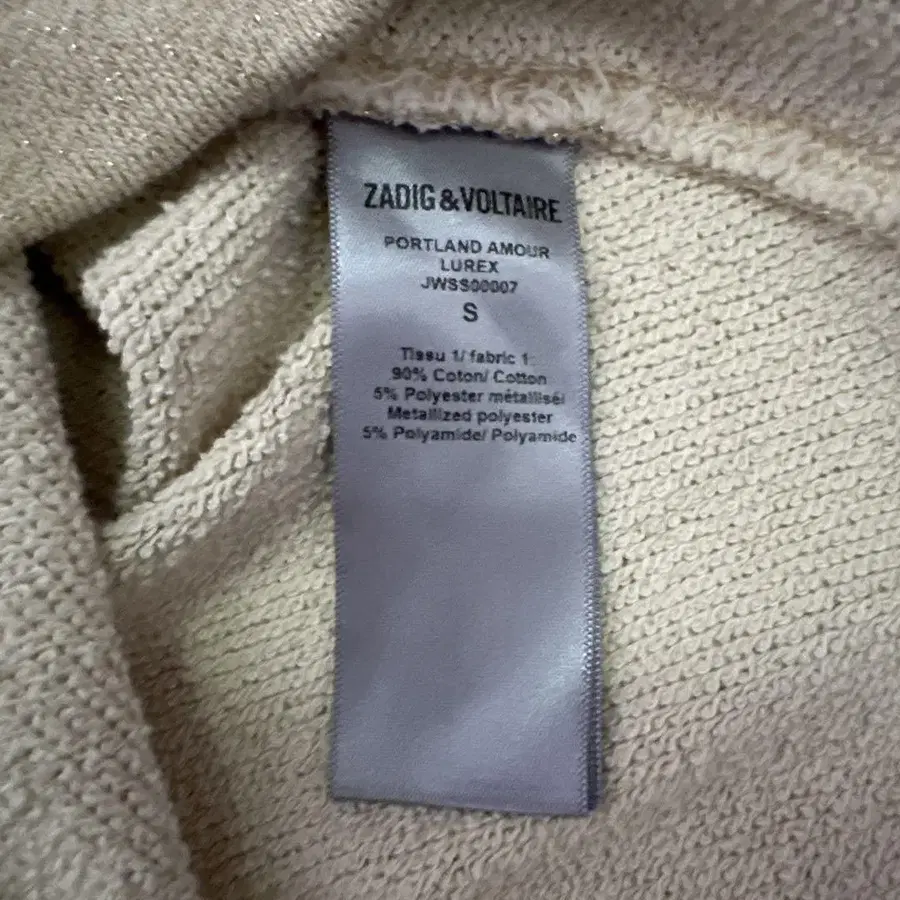 ZADIG & VOLTAIRE
PORTLAND AMOUR
LUREX
JWSS00007
S
Tissu 1/ fabric 1:
90% Coton/ Cotton
5% Polyester métallisé/
Metallized polyester
5% Polyamide/ Polyamide